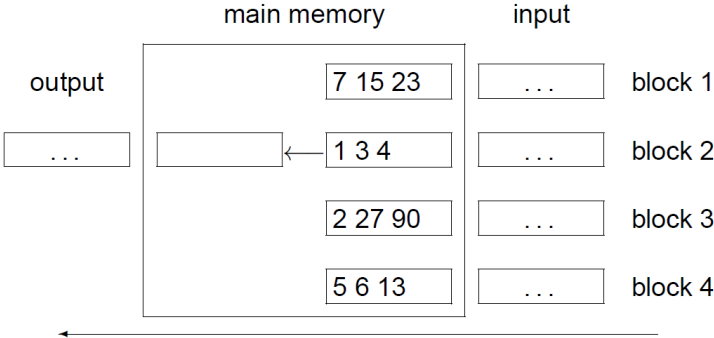 main memory input
output 7 15 23 ... block 1
... 1 3 4 ... block 2
2 27 90 ... block 3
5 6 13 ... block 4